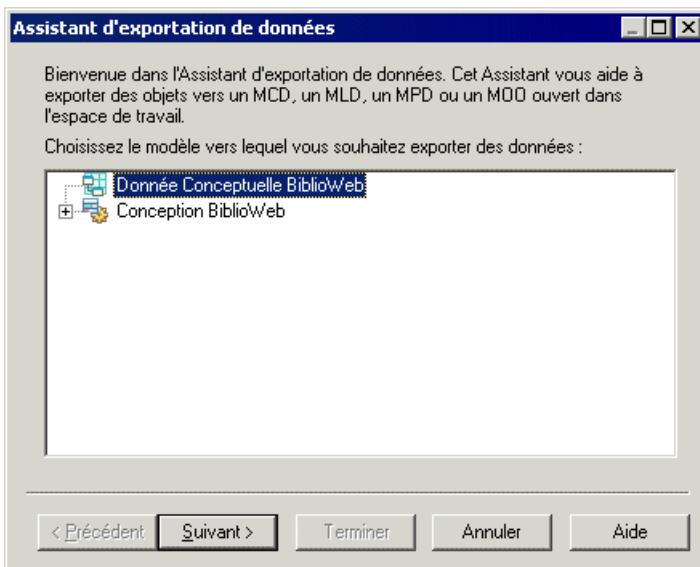 Assistant d'exportation de données
Bienvenue dans l'Assistant d'exportation de données. Cet Assistant vous aide à
exporter des objets vers un MCD, un MLD, un MPD ou un MOO ouvert dans
l'espace de travail.
Choisissez le modèle vers lequel vous souhaitez exporter des données :
Donnée Conceptuelle BiblioWeb
Conception BiblioWeb
< Précédent Suivant > Terminer Annuler Aide